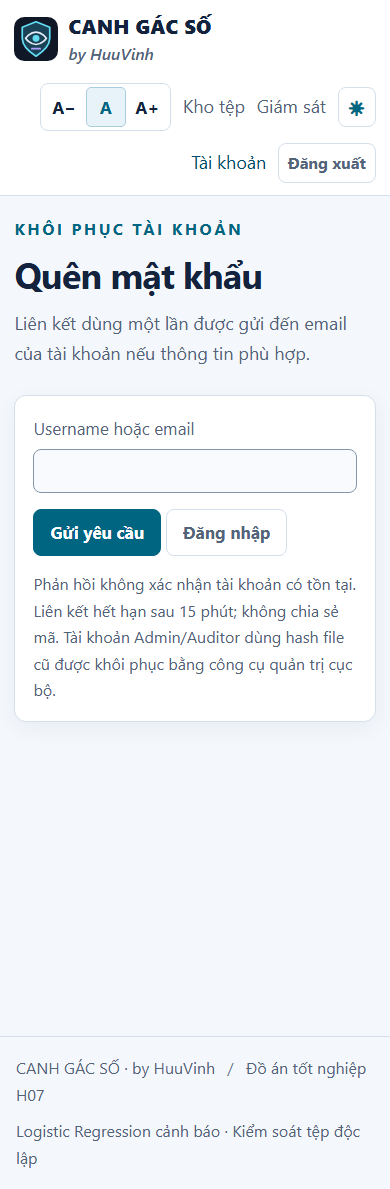 CANH GÁC SỐ
by HuuVinh
A− A A+ Kho tệp Giám sát
Tài khoản Đăng xuất
KHÔI PHỤC TÀI KHOẢN
Quên mật khẩu
Liên kết dùng một lần được gửi đến email
của tài khoản nếu thông tin phù hợp.
Username hoặc email
Gửi yêu cầu Đăng nhập
Phản hồi không xác nhận tài khoản có tồn tại.
Liên kết hết hạn sau 15 phút; không chia sẻ
mã. Tài khoản Admin/Auditor dùng hash file
cũ được khôi phục bằng công cụ quản trị cục
bộ.
CANH GÁC SỐ · by HuuVinh / Đồ án tốt nghiệp
H07
Logistic Regression cảnh báo · Kiểm soát tệp độc
lập